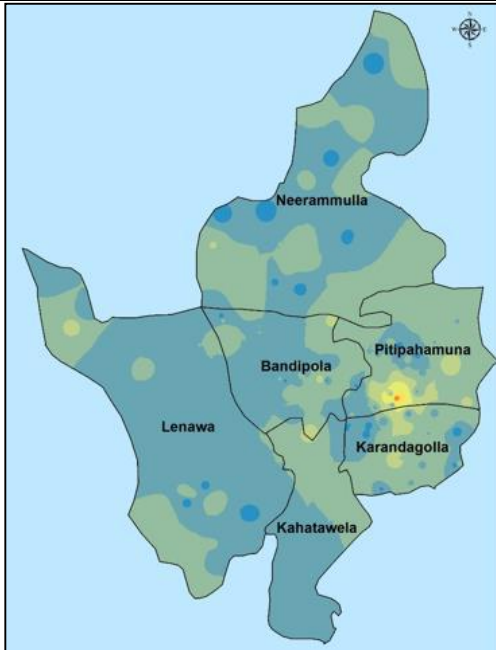 N
W
E
S
Neerammulla
Pitipahamuna
Bandipola
Lenawa
Karandagolla
Kahatawela